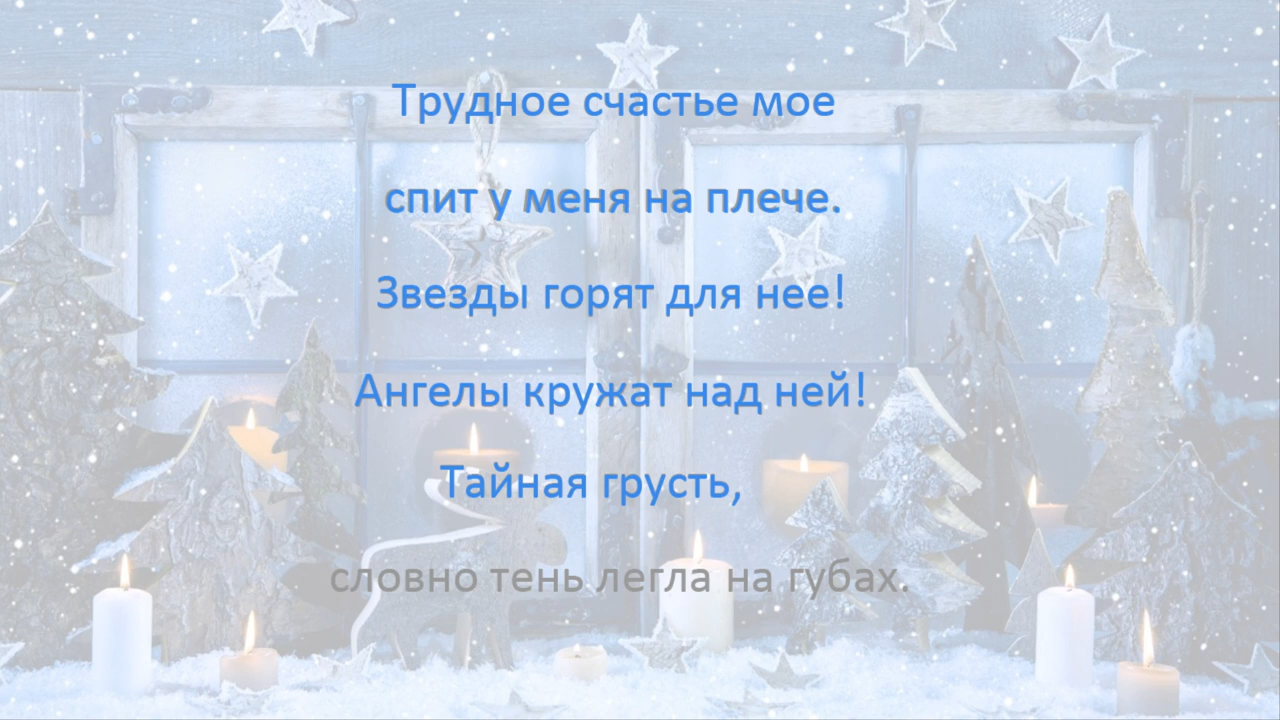 Трудное счастье мое
спит у меня на плече.
Звезды горят для нее!
Ангелы кружат над ней!
Тайная грусть,
словно тень легла на губах.